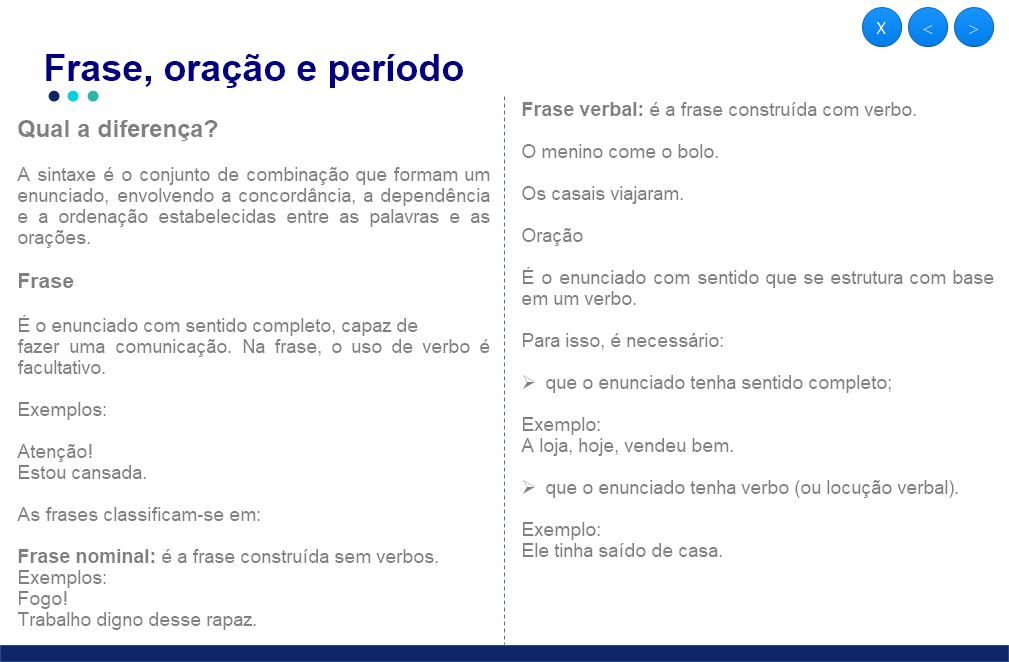 X < >
Frase, oração e período
Qual a diferença?
A sintaxe é o conjunto de combinação que formam um
enunciado, envolvendo a concordância, a dependência
e a ordenação estabelecidas entre as palavras e as
orações.
Frase
É o enunciado com sentido completo, capaz de
fazer uma comunicação. Na frase, o uso de verbo é
facultativo.
Exemplos:
Atenção!
Estou cansada.
As frases classificam-se em:
Frase nominal: é a frase construída sem verbos.
Exemplos:
Fogo!
Trabalho digno desse rapaz.
Frase verbal: é a frase construída com verbo.
O menino come o bolo.
Os casais viajaram.
Oração
É o enunciado com sentido que se estrutura com base
em um verbo.
Para isso, é necessário:
➢ que o enunciado tenha sentido completo;
Exemplo:
A loja, hoje, vendeu bem.
➢ que o enunciado tenha verbo (ou locução verbal).
Exemplo:
Ele tinha saído de casa.